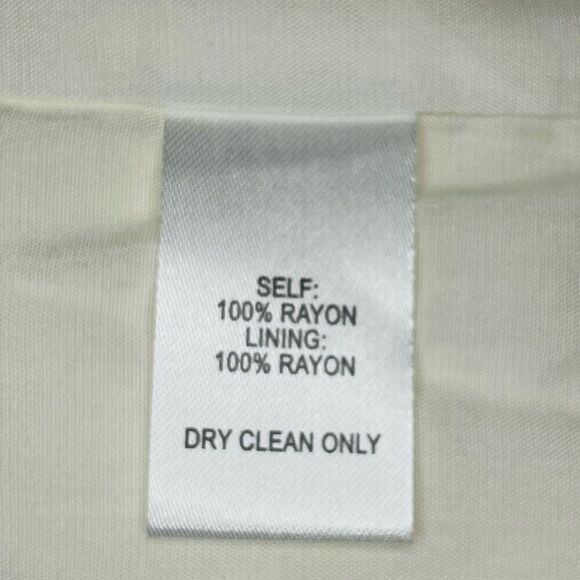 SELF:
100% RAYON
LINING:
100% RAYON
DRY CLEAN ONLY